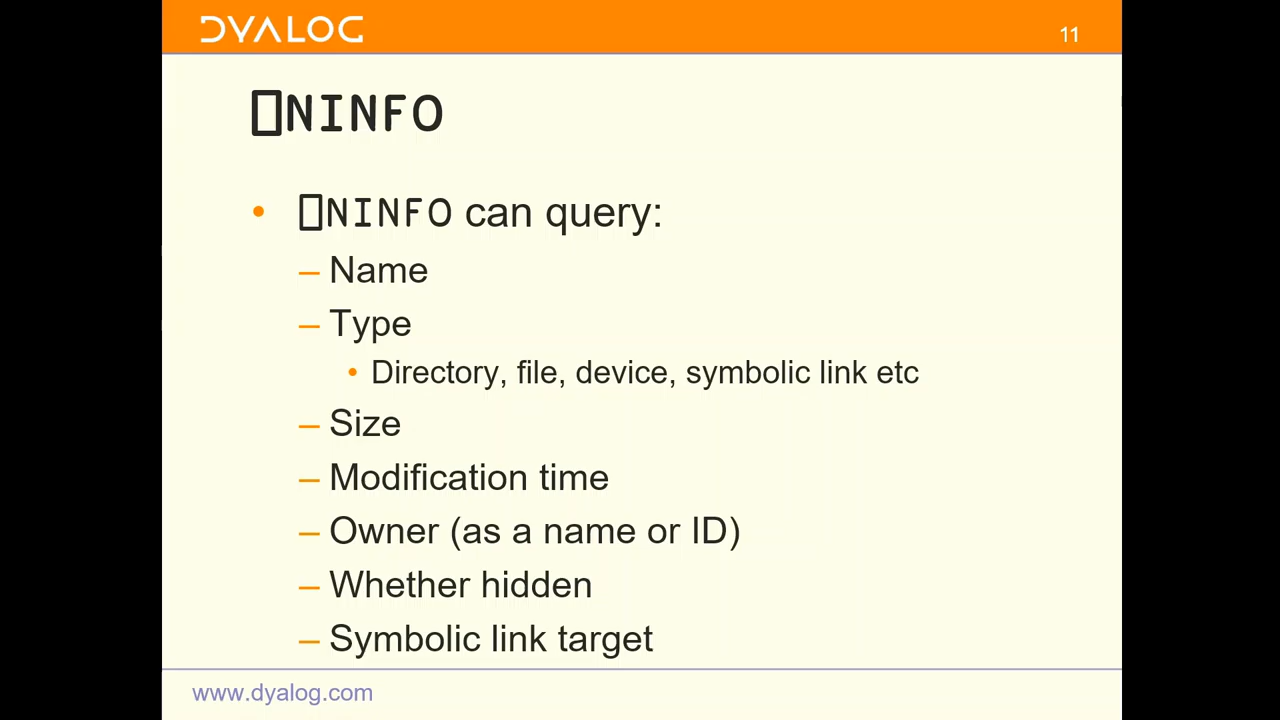 DYALOG
11
⎕NINFO
• ⎕NINFO can query:
– Name
– Type
• Directory, file, device, symbolic link etc
– Size
– Modification time
– Owner (as a name or ID)
– Whether hidden
– Symbolic link target
www.dyalog.com